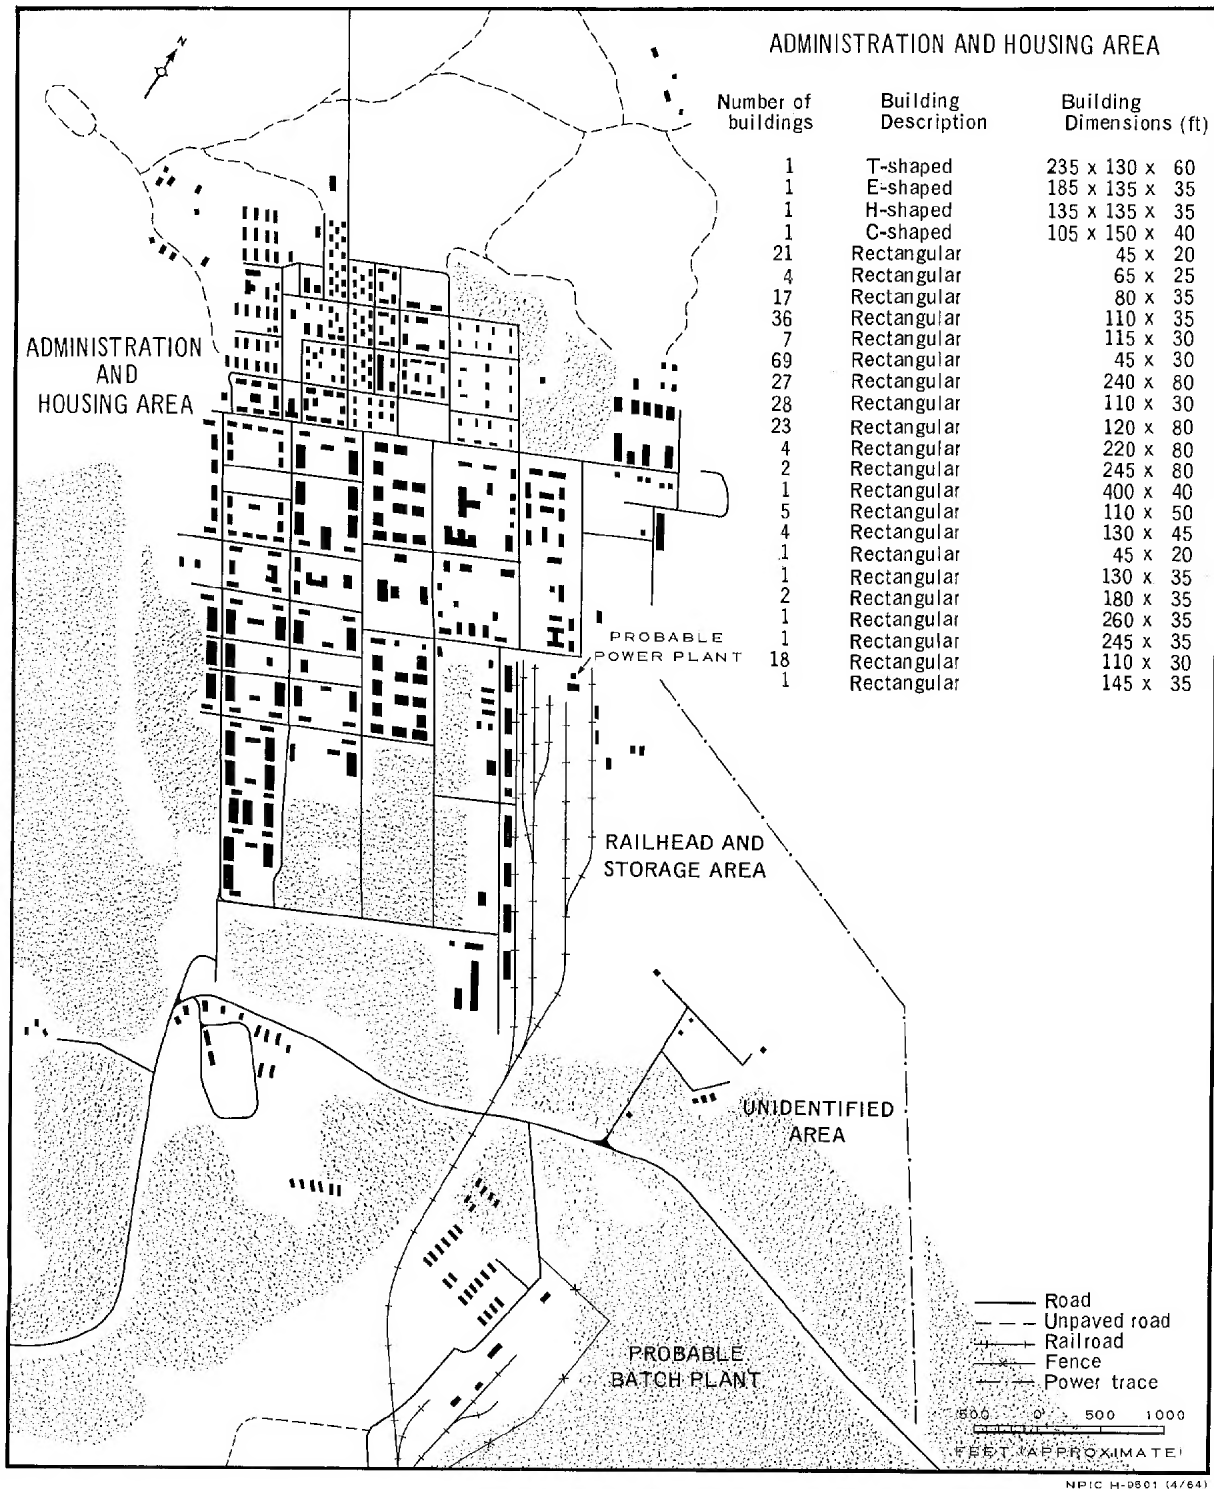 N
ADMINISTRATION AND HOUSING AREA
Number of buildings Building Description Building Dimensions (ft)
1 T-shaped 235 x 130 x 60
1 E-shaped 185 x 135 x 35
1 H-shaped 135 x 135 x 35
1 C-shaped 105 x 150 x 40
21 Rectangular 45 x 20
4 Rectangular 65 x 25
17 Rectangular 80 x 35
36 Rectangular 110 x 35
7 Rectangular 115 x 30
69 Rectangular 45 x 30
27 Rectangular 240 x 80
28 Rectangular 110 x 30
23 Rectangular 120 x 80
4 Rectangular 220 x 80
2 Rectangular 245 x 80
1 Rectangular 400 x 40
5 Rectangular 110 x 50
4 Rectangular 130 x 45
1 Rectangular 45 x 20
1 Rectangular 130 x 35
2 Rectangular 180 x 35
1 Rectangular 260 x 35
1 Rectangular 245 x 35
18 Rectangular 110 x 30
1 Rectangular 145 x 35
ADMINISTRATION
AND
HOUSING AREA
PROBABLE
POWER PLANT
RAILHEAD AND
STORAGE AREA
UNIDENTIFIED
AREA
PROBABLE
BATCH PLANT
Road
Unpaved road
Railroad
Fence
Power trace
500 0 500 1000
FEET (APPROXIMATE)
NPIC H-9801 (4/64)